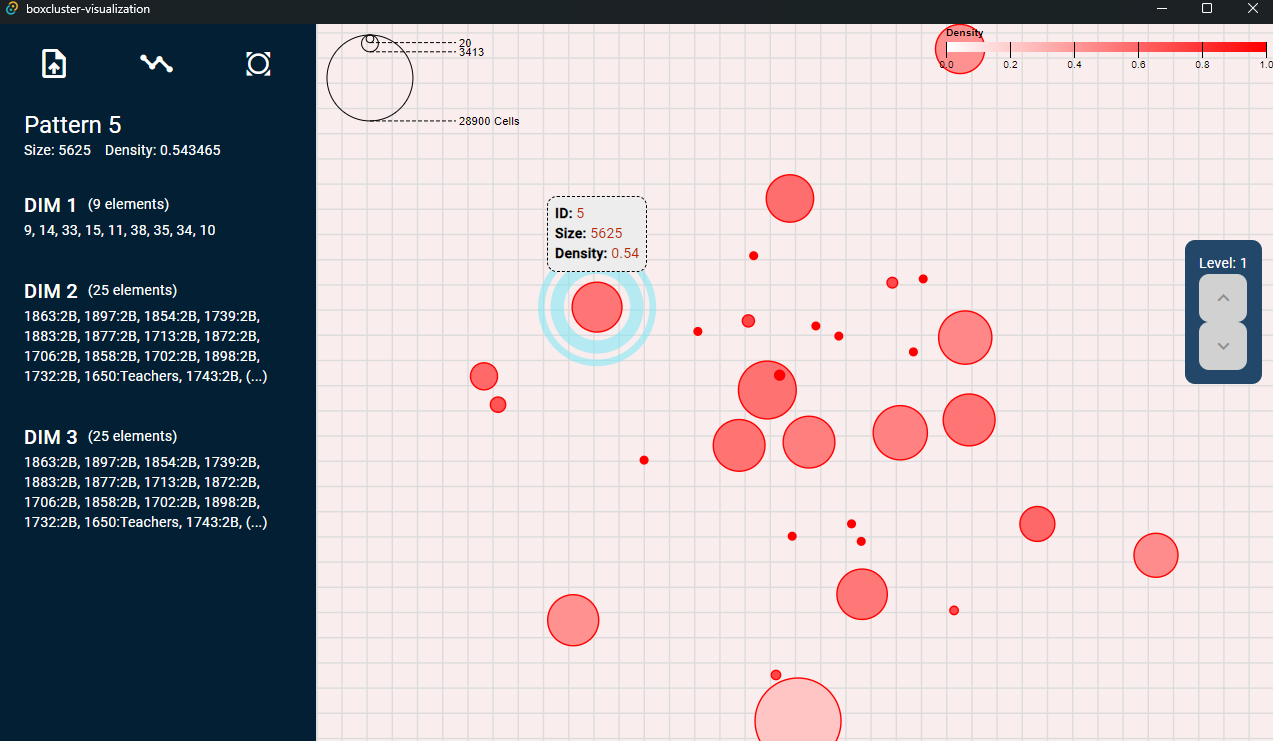 boxcluster-visualization
Pattern 5
Size: 5625 Density: 0.543465
DIM 1 (9 elements)
9, 14, 33, 15, 11, 38, 35, 34, 10
DIM 2 (25 elements)
1863:2B, 1897:2B, 1854:2B, 1739:2B,
1883:2B, 1877:2B, 1713:2B, 1872:2B,
1706:2B, 1858:2B, 1702:2B, 1898:2B,
1732:2B, 1650:Teachers, 1743:2B, (...)
DIM 3 (25 elements)
1863:2B, 1897:2B, 1854:2B, 1739:2B,
1883:2B, 1877:2B, 1713:2B, 1872:2B,
1706:2B, 1858:2B, 1702:2B, 1898:2B,
1732:2B, 1650:Teachers, 1743:2B, (...)
20
3413
28900 Cells
Density
0.0 0.2 0.4 0.6 0.8 1.0
ID: 5
Size: 5625
Density: 0.54
Level: 1